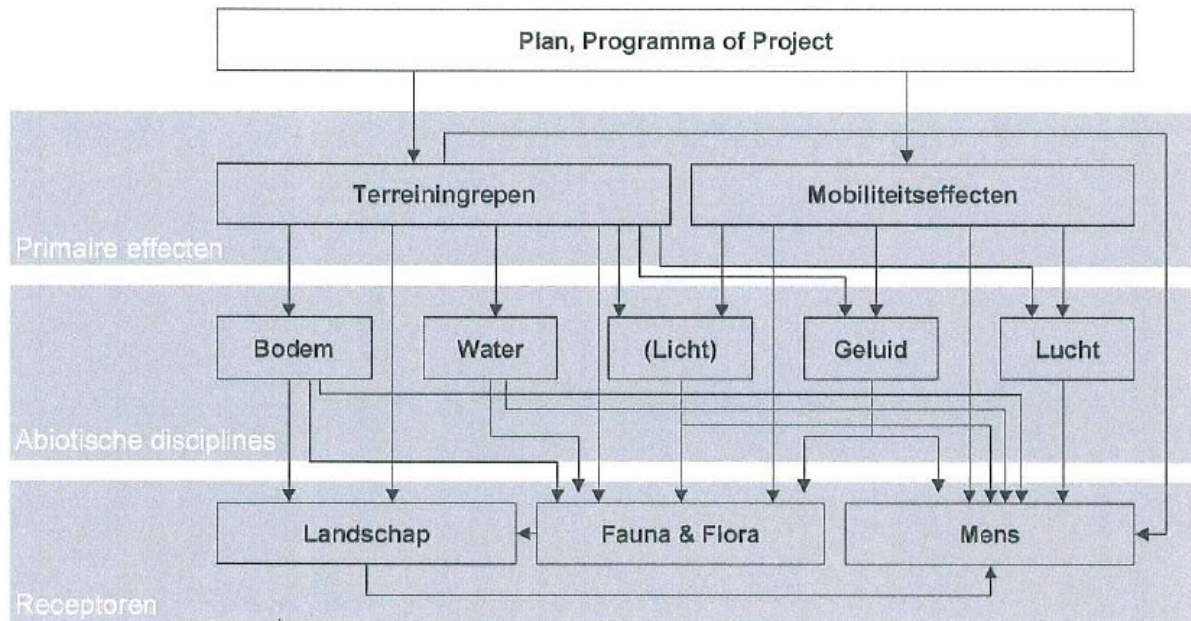 Plan, Programma of Project
Terreiningrepen
Mobiliteitseffecten
Primaire effecten
Bodem
Water
(Licht)
Geluid
Lucht
Abiotische disciplines
Landschap
Fauna & Flora
Mens
Receptoren